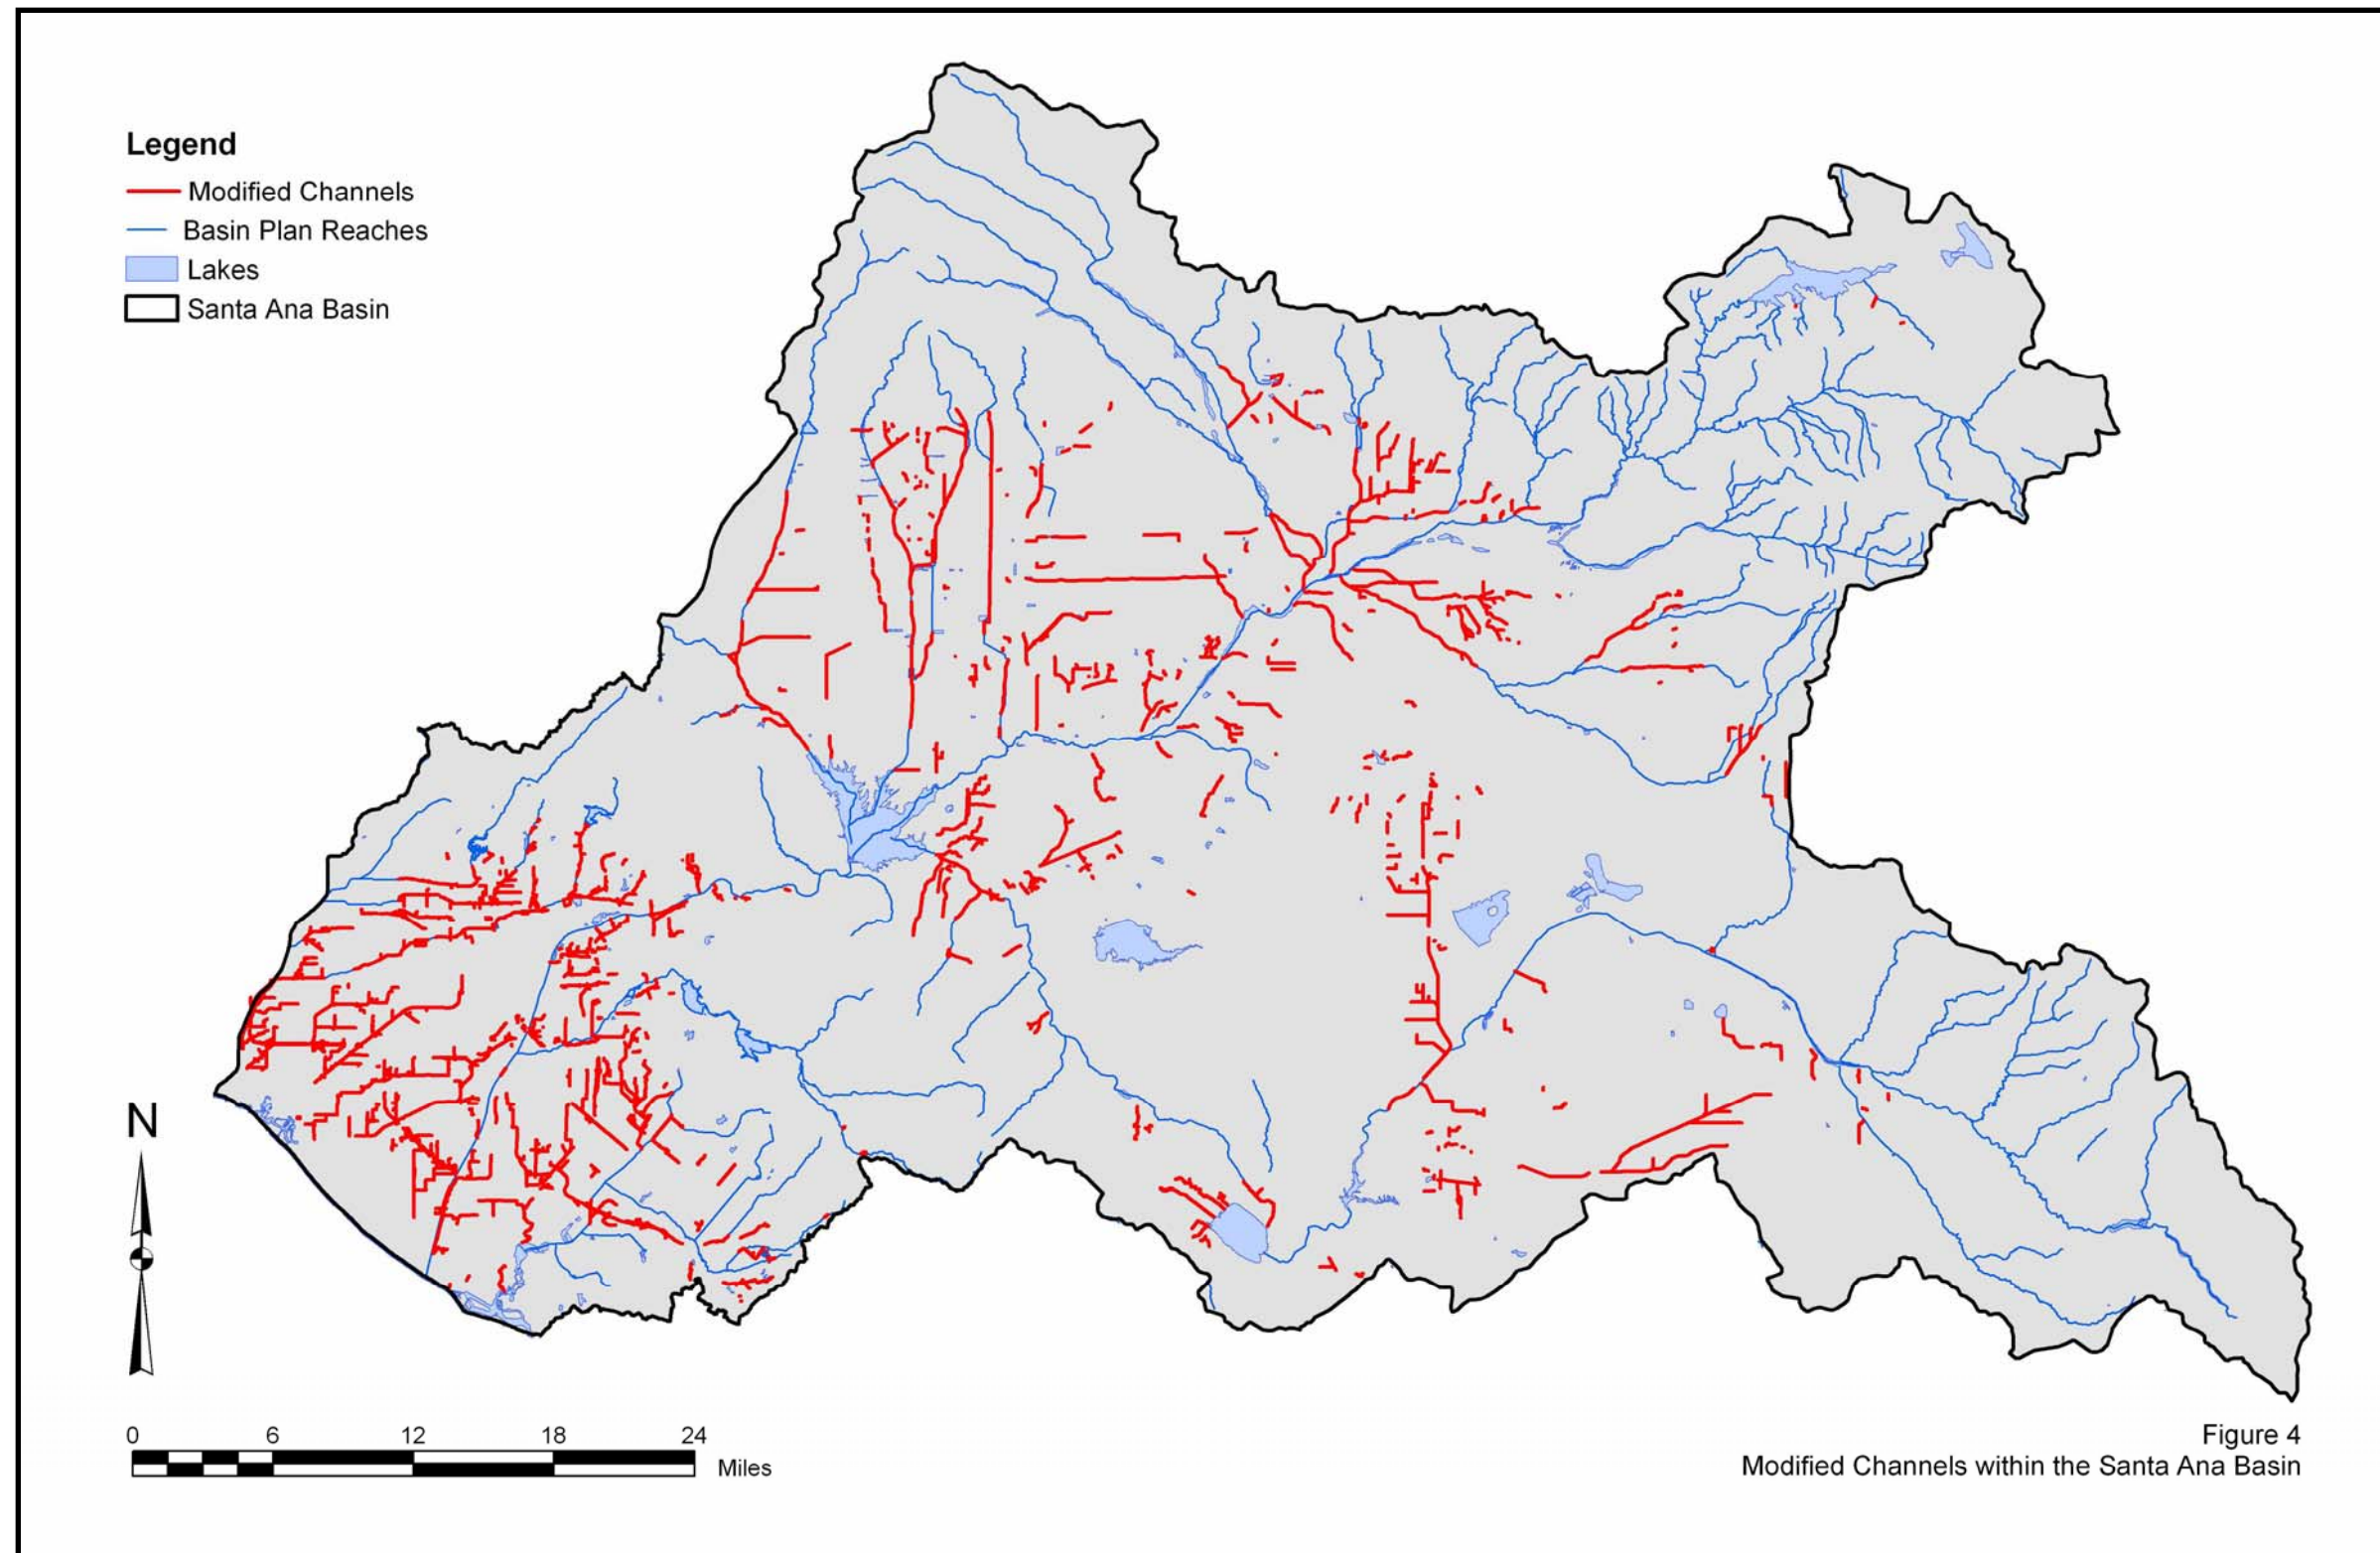 Legend
Modified Channels
Basin Plan Reaches
Lakes
Santa Ana Basin
N
0 6 12 18 24
Miles
Figure 4
Modified Channels within the Santa Ana Basin